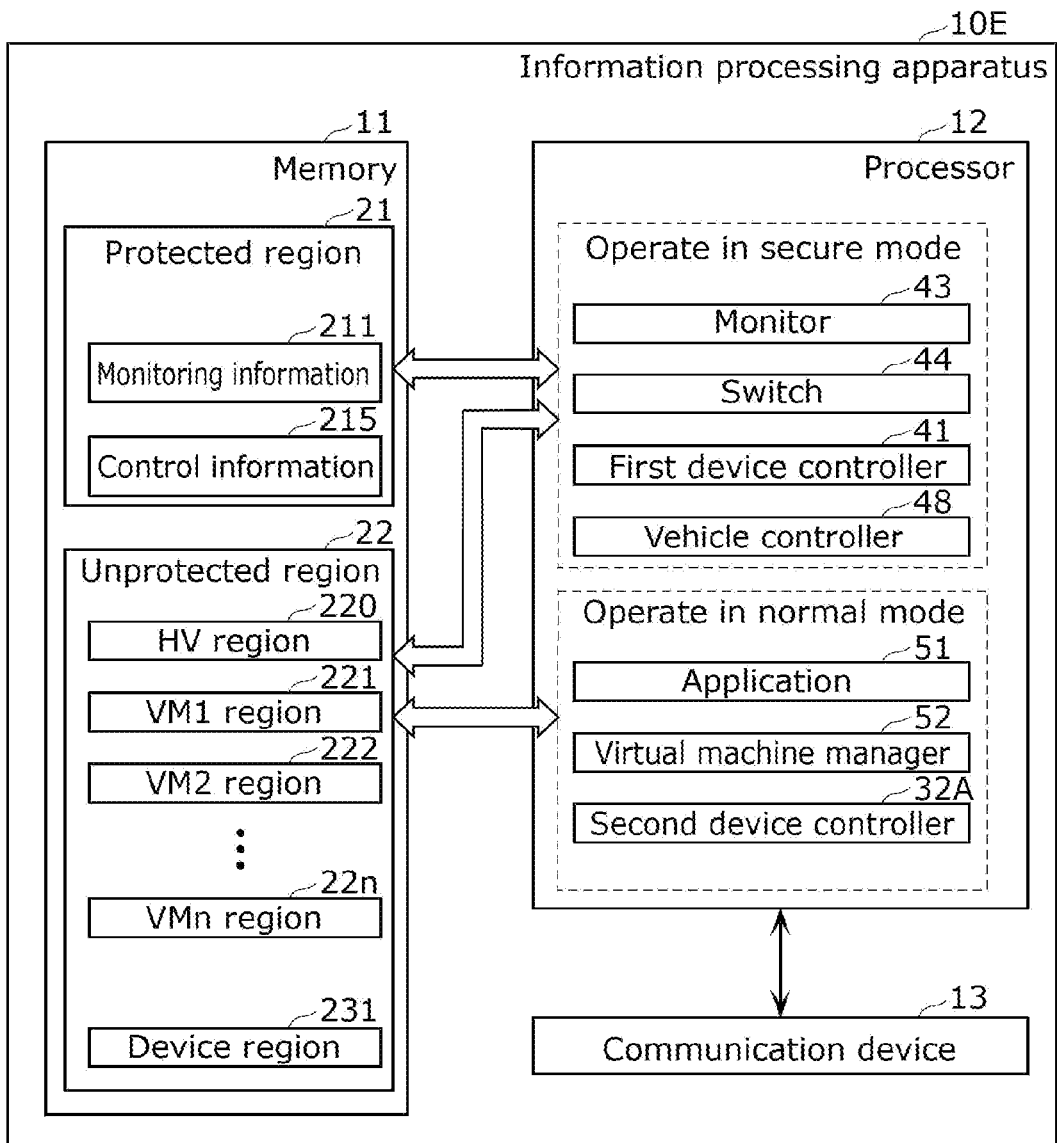 10E
Information processing apparatus
11
Memory
21
Protected region
211
Monitoring information
215
Control information
22
Unprotected region
220
HV region
221
VM1 region
222
VM2 region
22n
VMn region
231
Device region
12
Processor
Operate in secure mode
43
Monitor
44
Switch
41
First device controller
48
Vehicle controller
Operate in normal mode
51
Application
52
Virtual machine manager
32A
Second device controller
13
Communication device